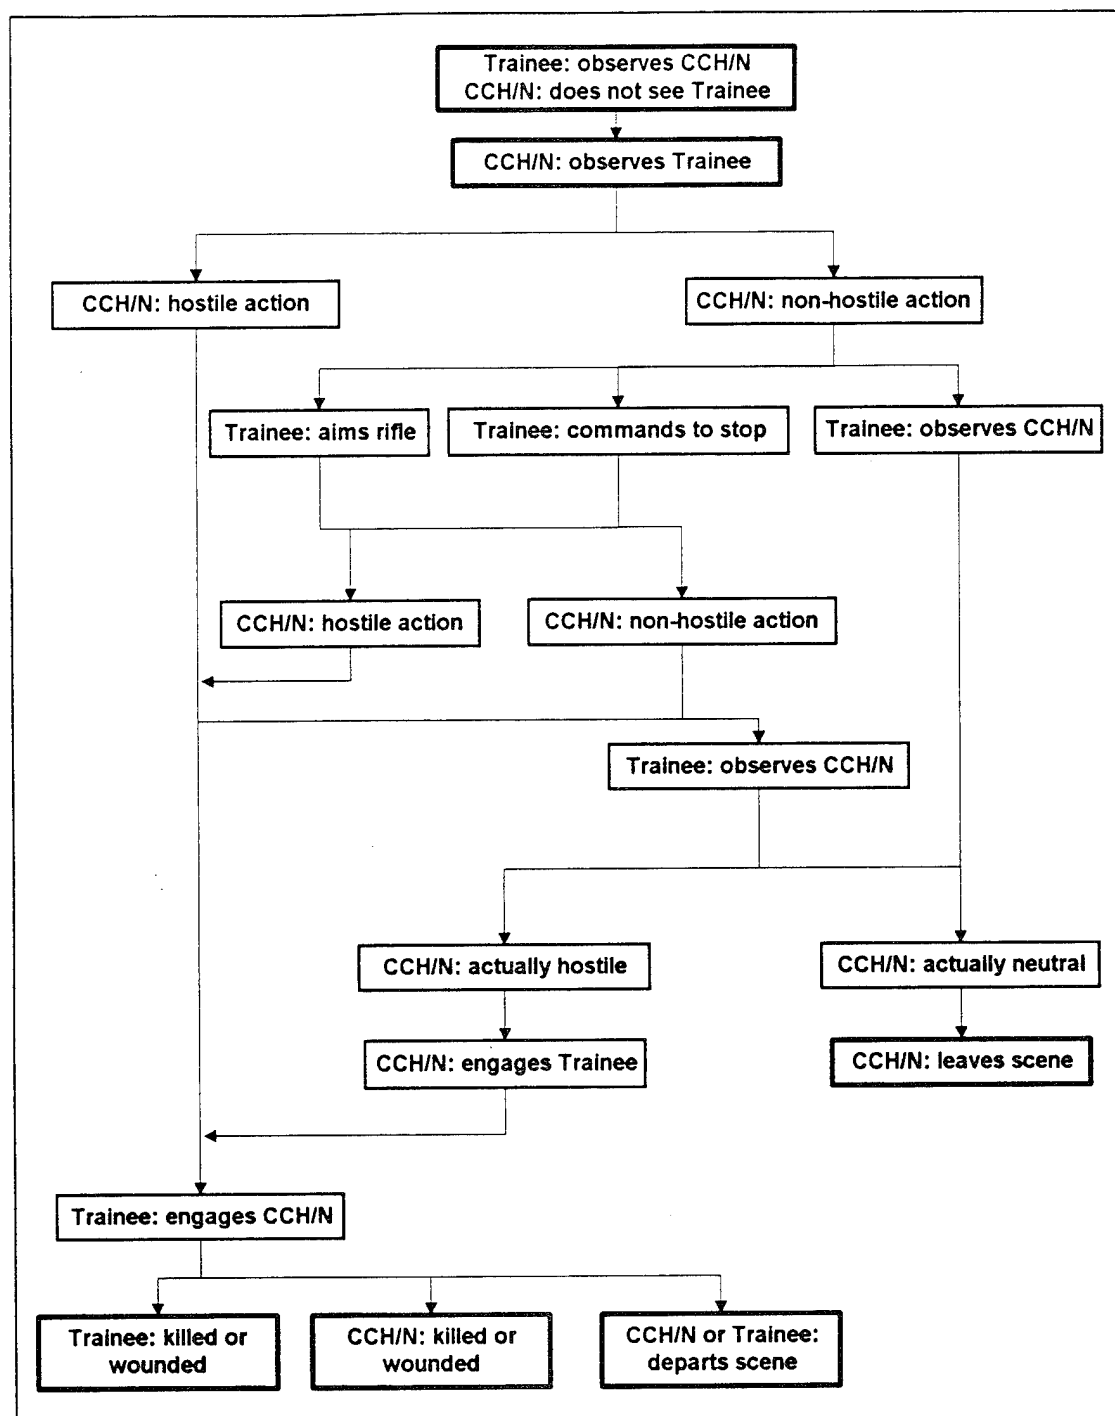 Trainee: observes CCH/N
CCH/N: does not see Trainee
CCH/N: observes Trainee
CCH/N: hostile action
CCH/N: non-hostile action
Trainee: aims rifle
Trainee: commands to stop
Trainee: observes CCH/N
CCH/N: hostile action
CCH/N: non-hostile action
Trainee: observes CCH/N
CCH/N: actually hostile
CCH/N: actually neutral
CCH/N: engages Trainee
CCH/N: leaves scene
Trainee: engages CCH/N
Trainee: killed or
wounded
CCH/N: killed or
wounded
CCH/N or Trainee:
departs scene